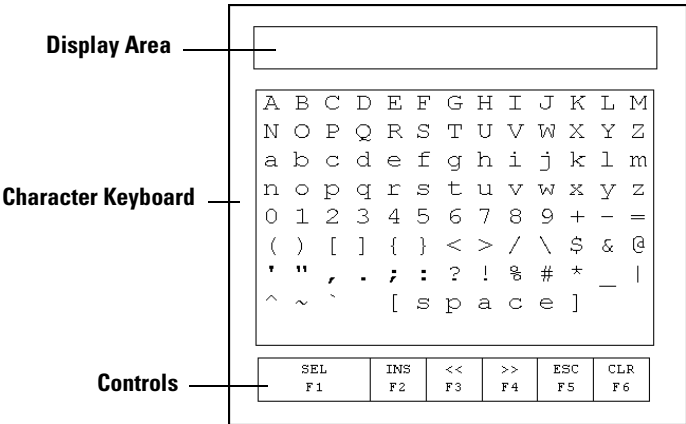 Display Area
A B C D E F G H I J K L M
N O P Q R S T U V W X Y Z
a b c d e f g h i j k l m
Character Keyboard
n o p q r s t u v w x y z
0 1 2 3 4 5 6 7 8 9 + - =
( ) [ ] { } < > / \ $ & @
' " , . ; : ? ! % # * _ |
^ ~ ` [ s p a c e ]
Controls
SEL INS << >> ESC CLR
F1 F2 F3 F4 F5 F6